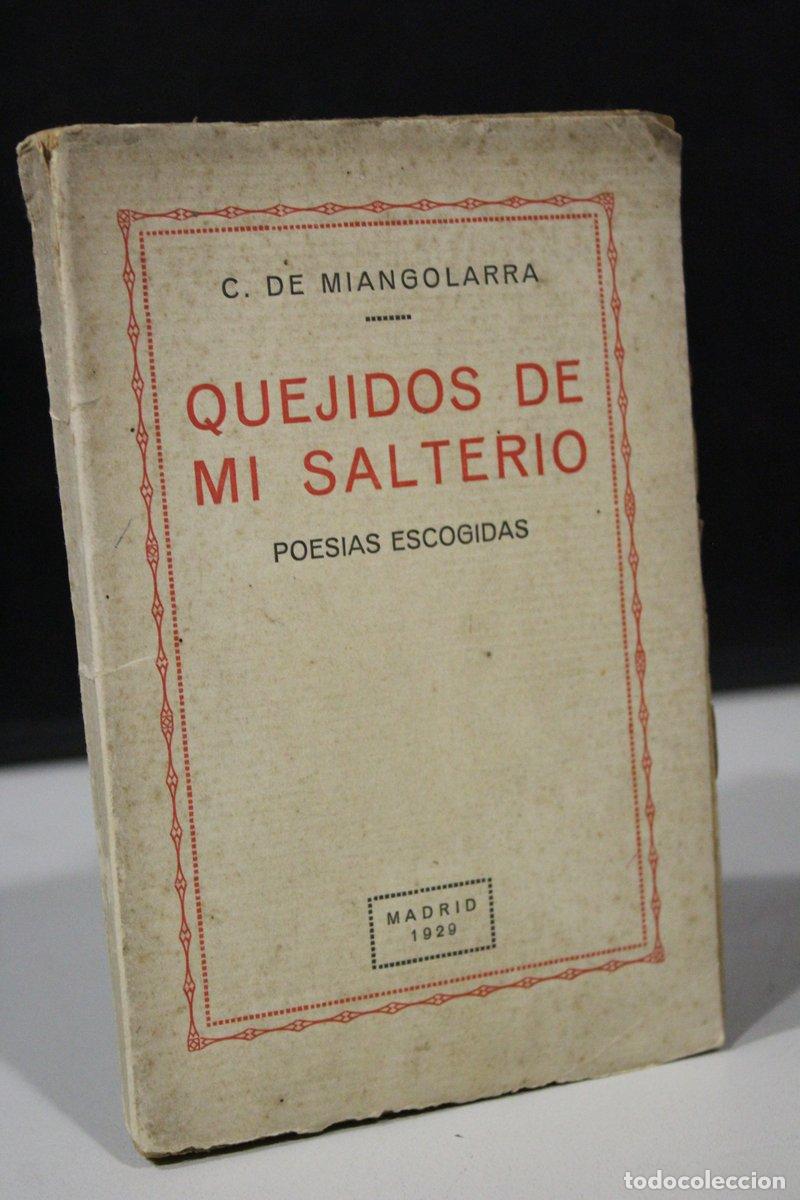 C. DE MIANGOLARRA
QUEJIDOS DE
MI SALTERIO
POESIAS ESCOGIDAS
MADRID
1929
todocoleccion